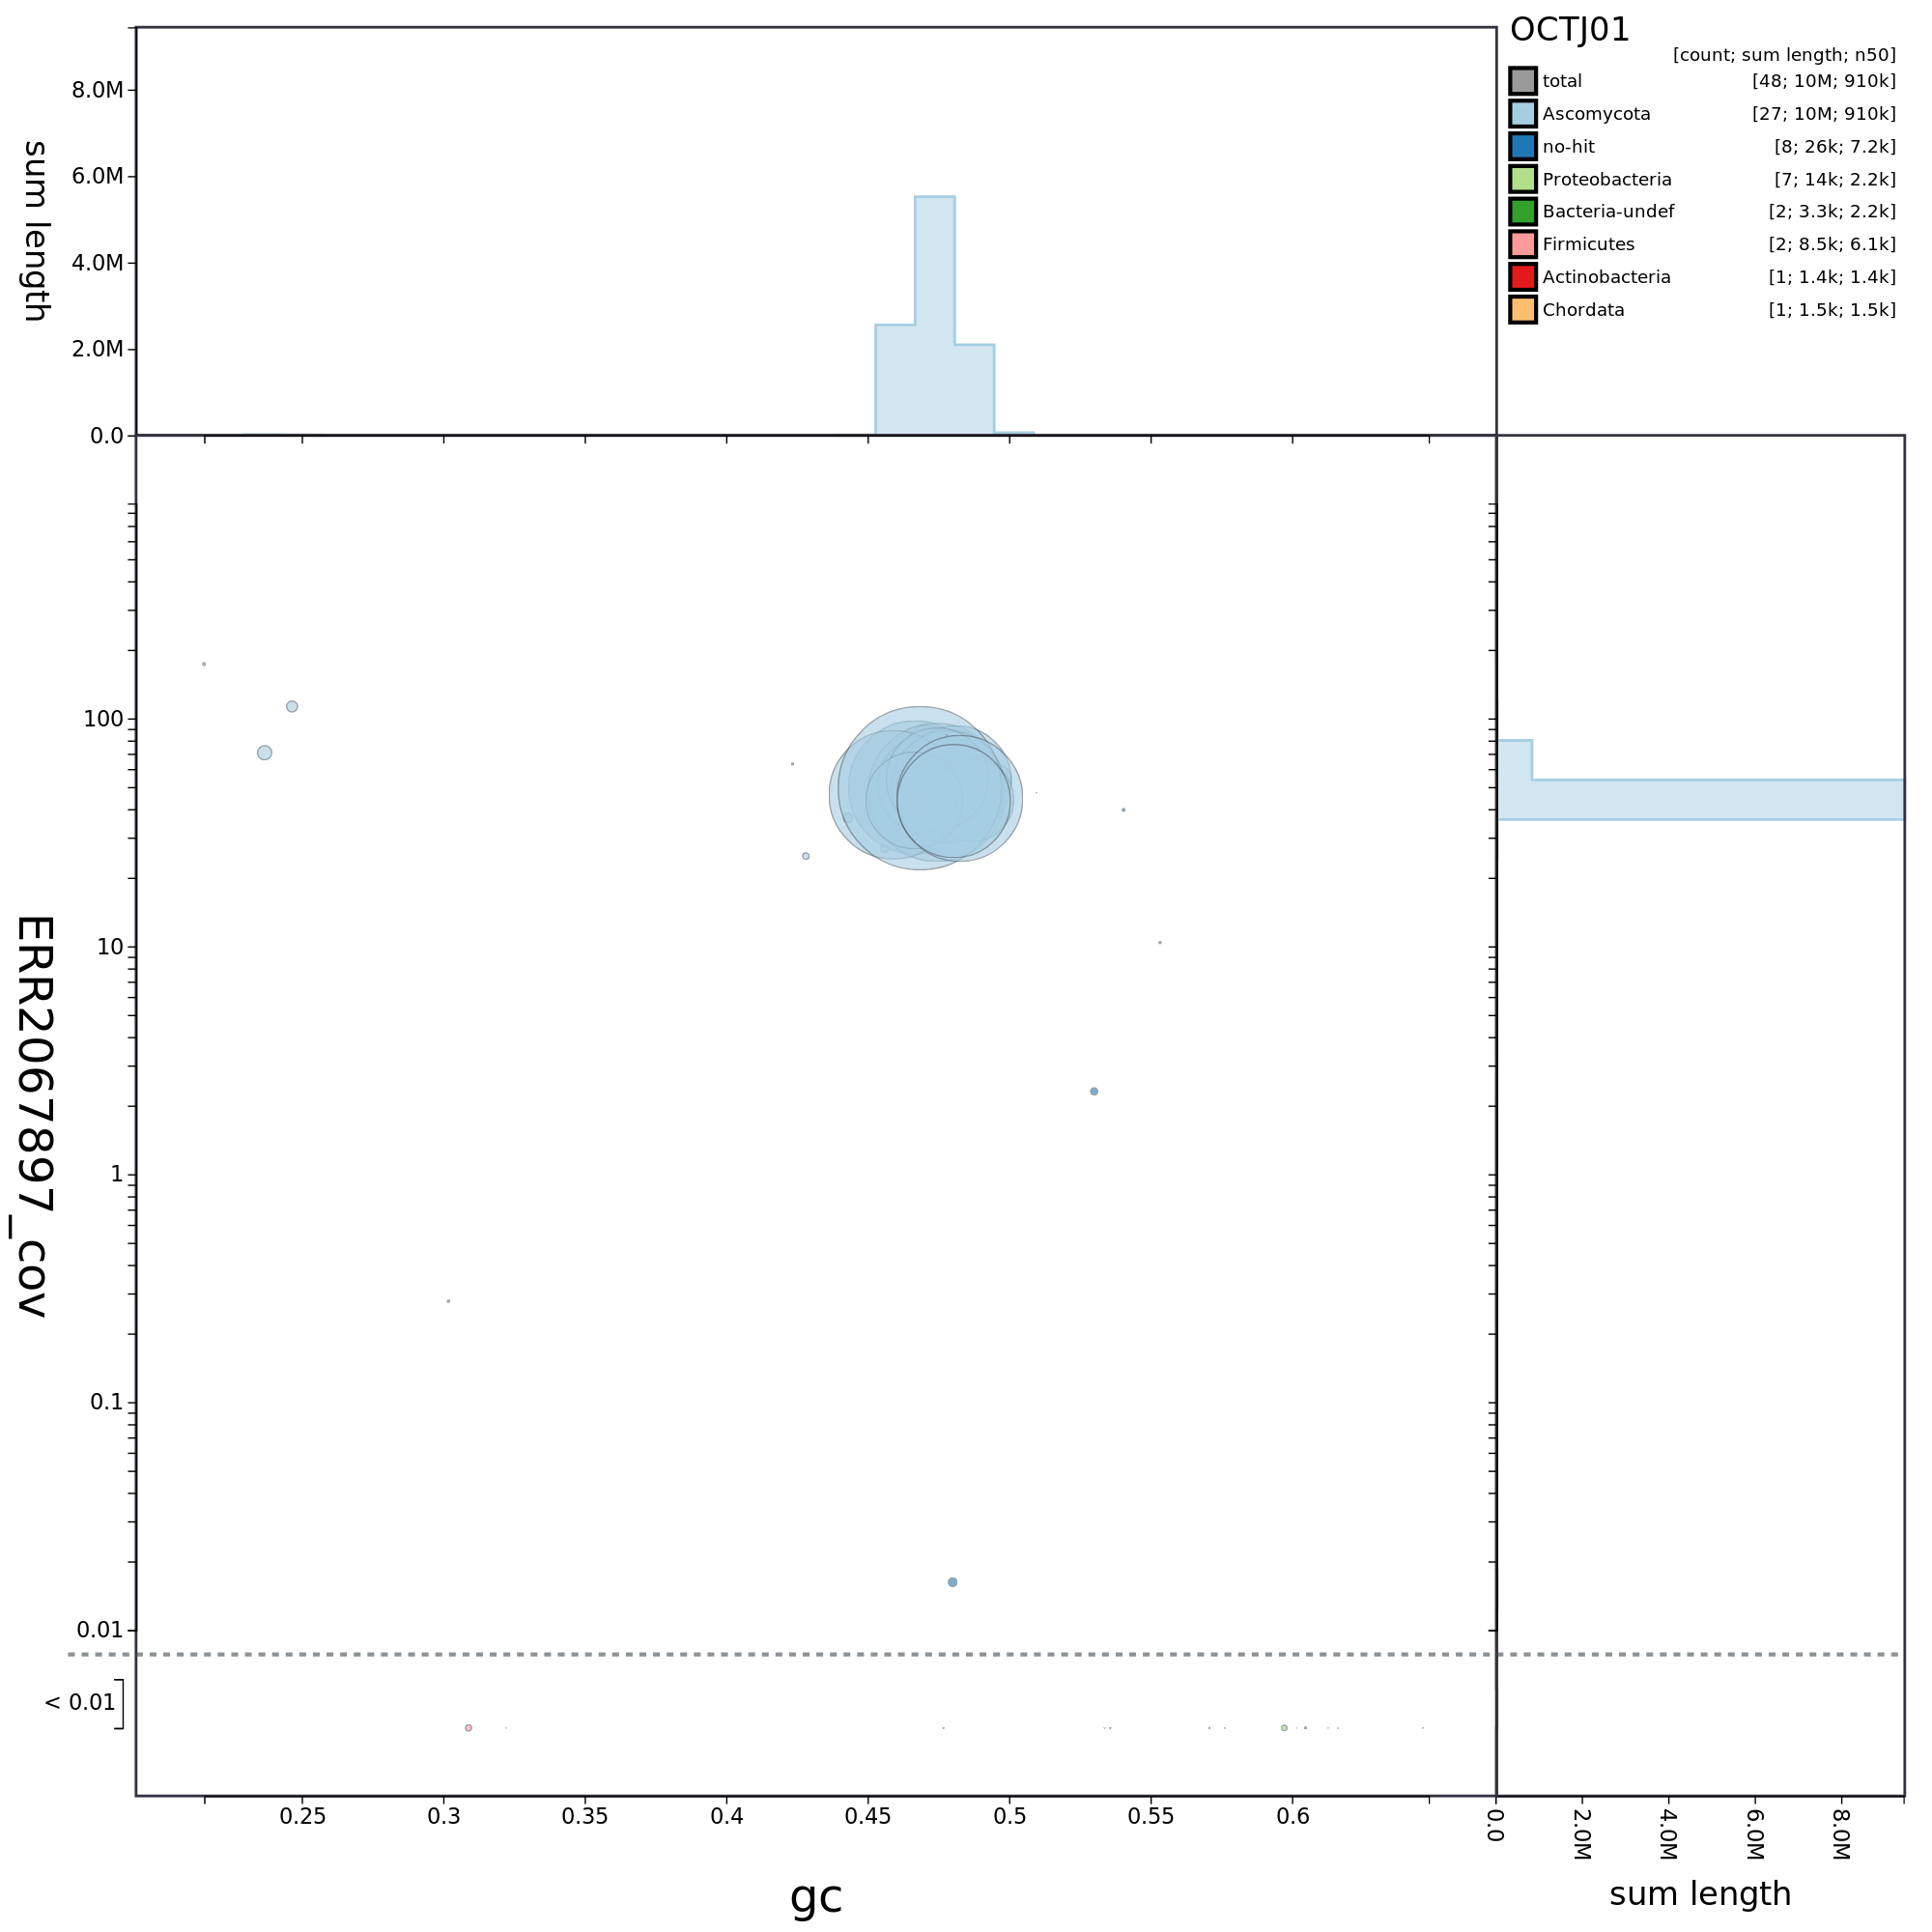 OCTJ01
[count; sum length; n50]
total [48; 10M; 910k]
Ascomycota [27; 10M; 910k]
no-hit [8; 26k; 7.2k]
Proteobacteria [7; 14k; 2.2k]
Bacteria-undef [2; 3.3k; 2.2k]
Firmicutes [2; 8.5k; 6.1k]
Actinobacteria [1; 1.4k; 1.4k]
Chordata [1; 1.5k; 1.5k]
sum length
8.0M
6.0M
4.0M
2.0M
0.0
ERR2067897_cov
100
10
1
0.1
0.01
< 0.01
0.25 0.3 0.35 0.4 0.45 0.5 0.55 0.6
gc
0.0 2.0M 4.0M 6.0M 8.0M
sum length